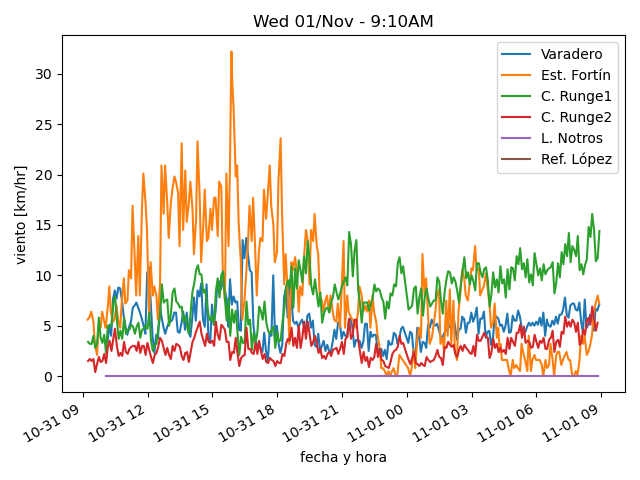 Wed 01/Nov - 9:10AM
Varadero
Est. Fortín
C. Runge1
C. Runge2
L. Notros
Ref. López
viento [km/hr]
30
25
20
15
10
5
0
10-31 09
10-31 12
10-31 15
10-31 18
10-31 21
11-01 00
11-01 03
11-01 06
11-01 09
fecha y hora